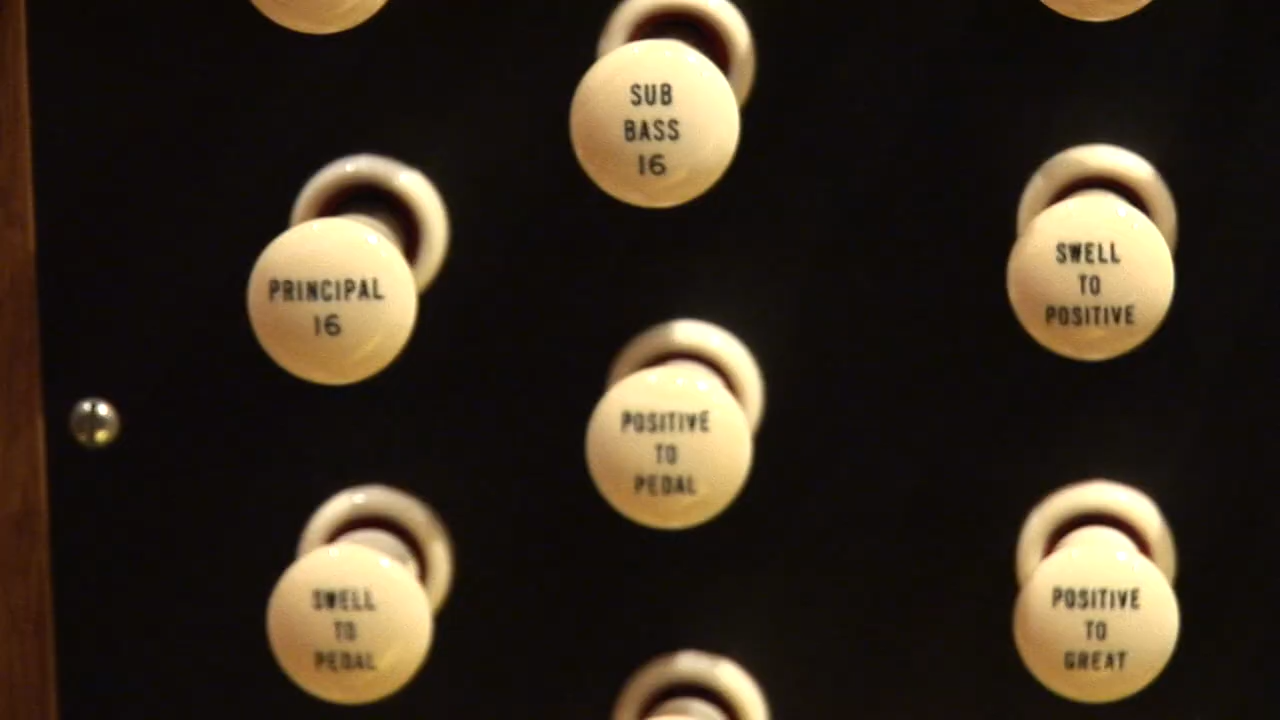 SUB
BASS
16
PRINCIPAL
16
SWELL
TO
POSITIVE
POSITIVE
TO
PEDAL
SWELL
TO
PEDAL
POSITIVE
TO
GREAT